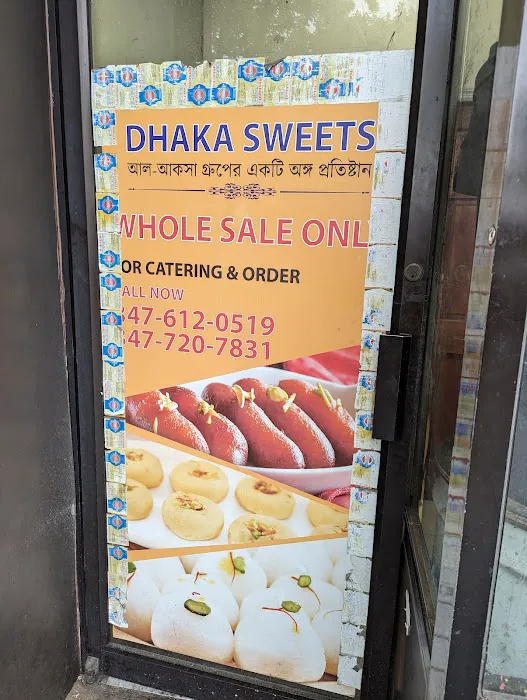 DHAKA SWEETS
আল-আকসা গ্রুপের একটি অঙ্গ প্রতিষ্টান
WHOLE SALE ONL
OR CATERING & ORDER
ALL NOW
347-612-0519
347-720-7831